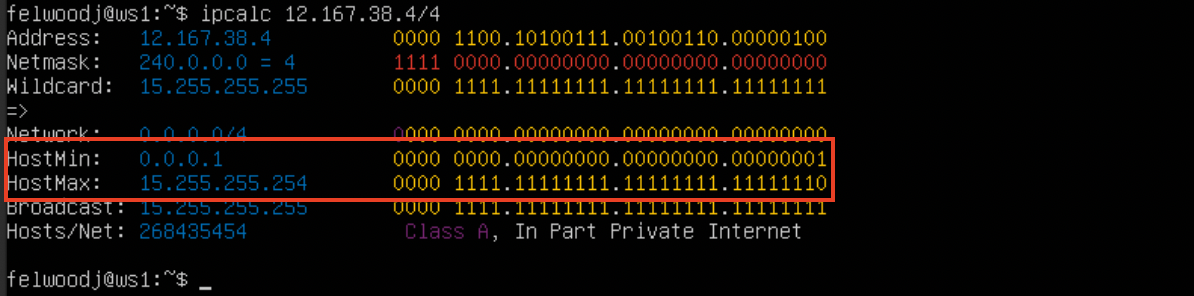 felwoodj@ws1:~$ ipcalc 12.167.38.4/4
Address: 12.167.38.4 0000 1100.10100111.00100110.00000100
Netmask: 240.0.0.0 = 4 1111 0000.00000000.00000000.00000000
Wildcard: 15.255.255.255 0000 1111.11111111.11111111.11111111
=>
Network: 0.0.0.0/4 0000 0000.00000000.00000000.00000000
HostMin: 0.0.0.1 0000 0000.00000000.00000000.00000001
HostMax: 15.255.255.254 0000 1111.11111111.11111111.11111110
Broadcast: 15.255.255.255 0000 1111.11111111.11111111.11111111
Hosts/Net: 268435454 Class A, In Part Private Internet
felwoodj@ws1:~$ _